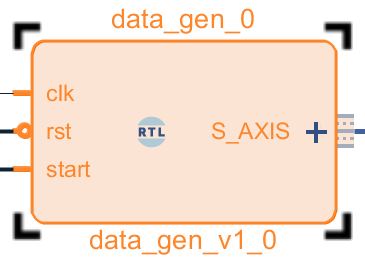 data_gen_0
clk
rst
start
RTL
S_AXIS
data_gen_v1_0